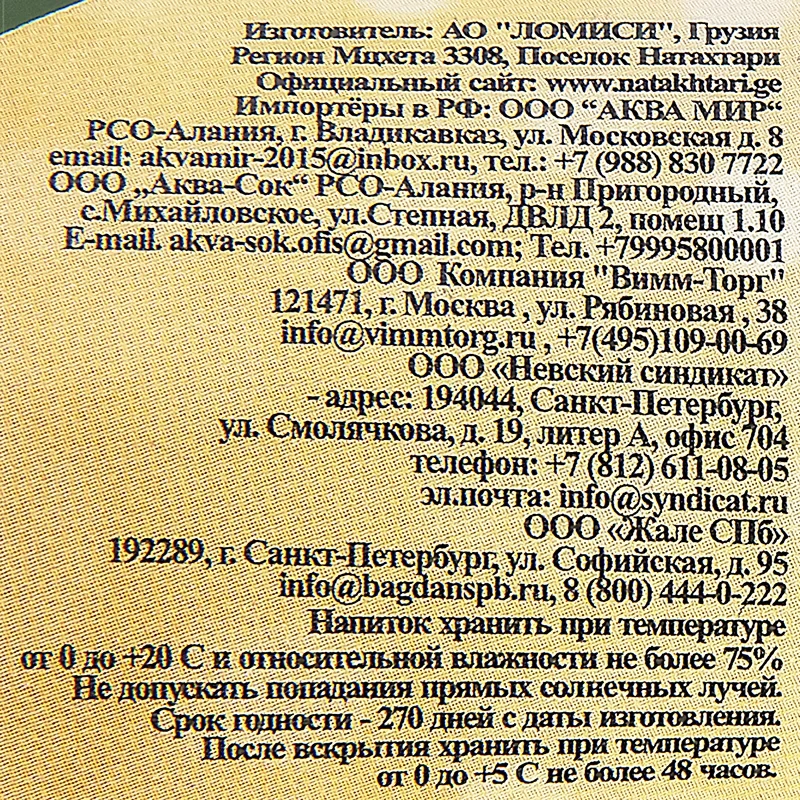 Изготовитель: АО "ЛОМИСИ", Грузия
Регион Мцхета 3308, Поселок Натахтари
Официальный сайт: www.natakhtari.ge
Импортёры в РФ: ООО “АКВА МИР“
РСО-Алания, г. Владикавказ, ул. Московская д. 8
email: akvamir-2015@inbox.ru, тел.: +7 (988) 830 7722
ООО „Аква-Сок“ РСО-Алания, р-н Пригородный,
с.Михайловское, ул.Степная, ДВЛД 2, помещ 1.10
E-mail. akva-sok.ofis@gmail.com; Тел. +79995800001
ООО Компания "Вимм-Торг"
121471, г. Москва , ул. Рябиновая , 38
info@vimmtorg.ru , +7(495)109-00-69
ООО «Невский синдикат»
- адрес: 194044, Санкт-Петербург,
ул. Смолячкова, д. 19, литер А, офис 704
телефон: +7 (812) 611-08-05
эл.почта: info@syndicat.ru
ООО «Жале СПб»
192289, г. Санкт-Петербург, ул. Софийская, д. 95
info@bagdanspb.ru, 8 (800) 444-0-222
Напиток хранить при температуре
от 0 до +20 С и относительной влажности не более 75%
Не допускать попадания прямых солнечных лучей.
Срок годности - 270 дней с даты изготовления.
После вскрытия хранить при температуре
от 0 до +5 С не более 48 часов.